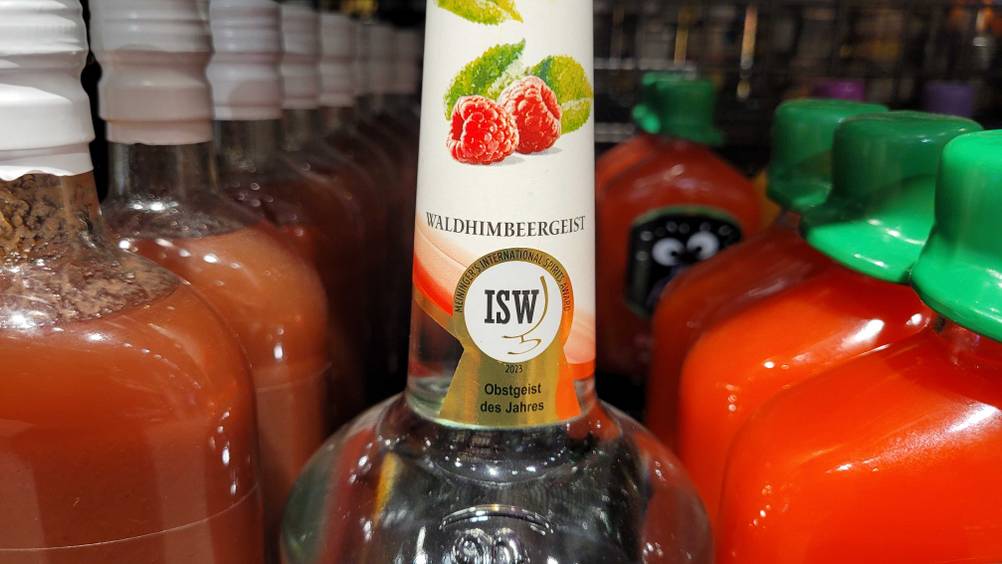 WALDHIMBEERGEIST
MEININGER'S INTERNATIONAL SPIRITS AWARD
ISW
2023
Obstgeist
des Jahres